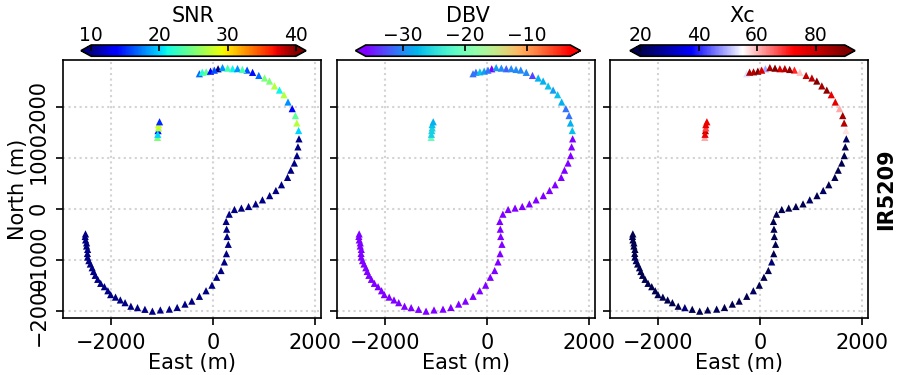 SNR DBV Xc
10 20 30 40 −30 −20 −10 20 40 60 80
North (m)
2000
1000
0
−1000
−2000
IR5209
−2000 0 2000 −2000 0 2000 −2000 0 2000
East (m) East (m) East (m)